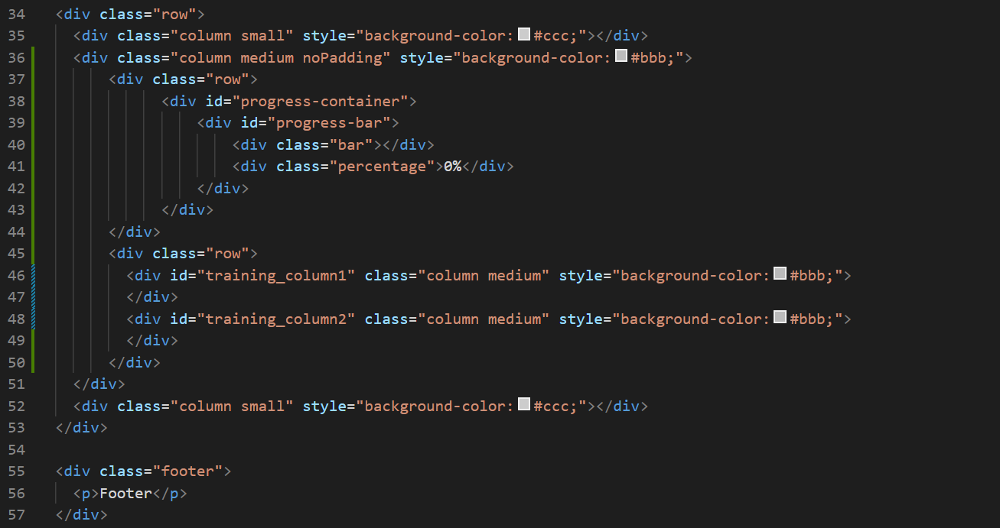 34 <div class="row">
35 <div class="column small" style="background-color:#ccc;"></div>
36 <div class="column medium noPadding" style="background-color:#bbb;">
37 <div class="row">
38 <div id="progress-container">
39 <div id="progress-bar">
40 <div class="bar"></div>
41 <div class="percentage">0%</div>
42 </div>
43 </div>
44 </div>
45 <div class="row">
46 <div id="training_column1" class="column medium" style="background-color:#bbb;">
47 </div>
48 <div id="training_column2" class="column medium" style="background-color:#bbb;">
49 </div>
50 </div>
51 </div>
52 <div class="column small" style="background-color:#ccc;"></div>
53 </div>
54
55 <div class="footer">
56 <p>Footer</p>
57 </div>